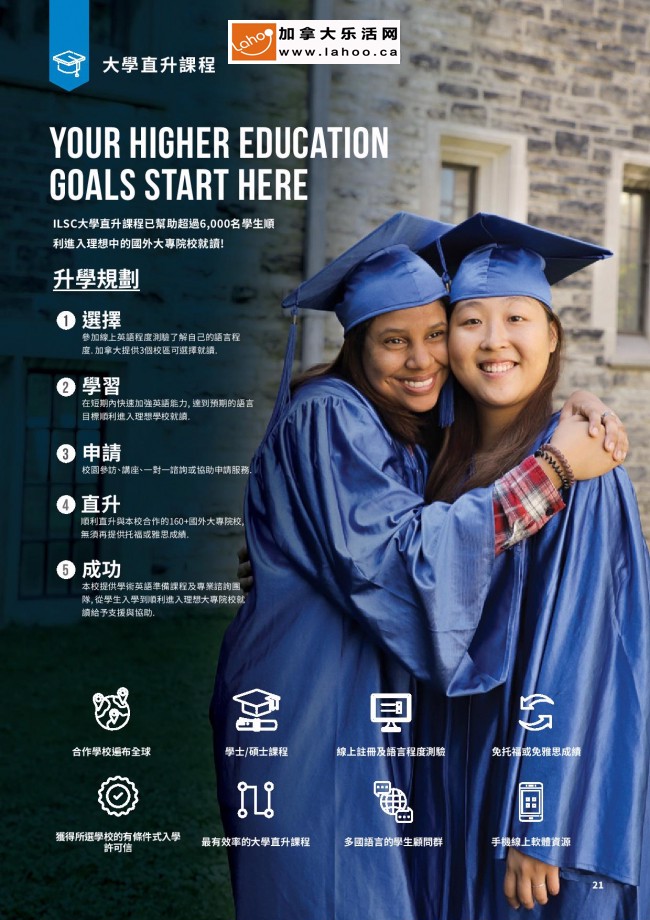 Lahoo
加拿大乐活网
www.lahoo.ca
大學直升課程
YOUR HIGHER EDUCATION
GOALS START HERE
ILSC大學直升課程已幫助超過6,000名學生順
利進入理想中的國外大專院校就讀!
升學規劃
1 選擇
參加線上英語程度測驗了解自己的語言程
度. 加拿大提供3個校區可選擇就讀.
2 學習
在短期內快速加強英語能力, 達到預期的語言
目標順利進入理想學校就讀.
3 申請
校園參訪、講座、一對一諮詢或協助申請服務.
4 直升
順利直升與本校合作的160+國外大專院校,
無須再提供托福或雅思成績.
5 成功
本校提供學術英語準備課程及專業諮詢團
隊, 從學生入學到順利進入理想大專院校就
讀給予支援與協助.
合作學校遍布全球
學士/碩士課程
線上註冊及語言程度測驗
免托福或免雅思成績
獲得所選學校的有條件式入學
許可信
最有效率的大學直升課程
多國語言的學生顧問群
手機線上軟體資源
21